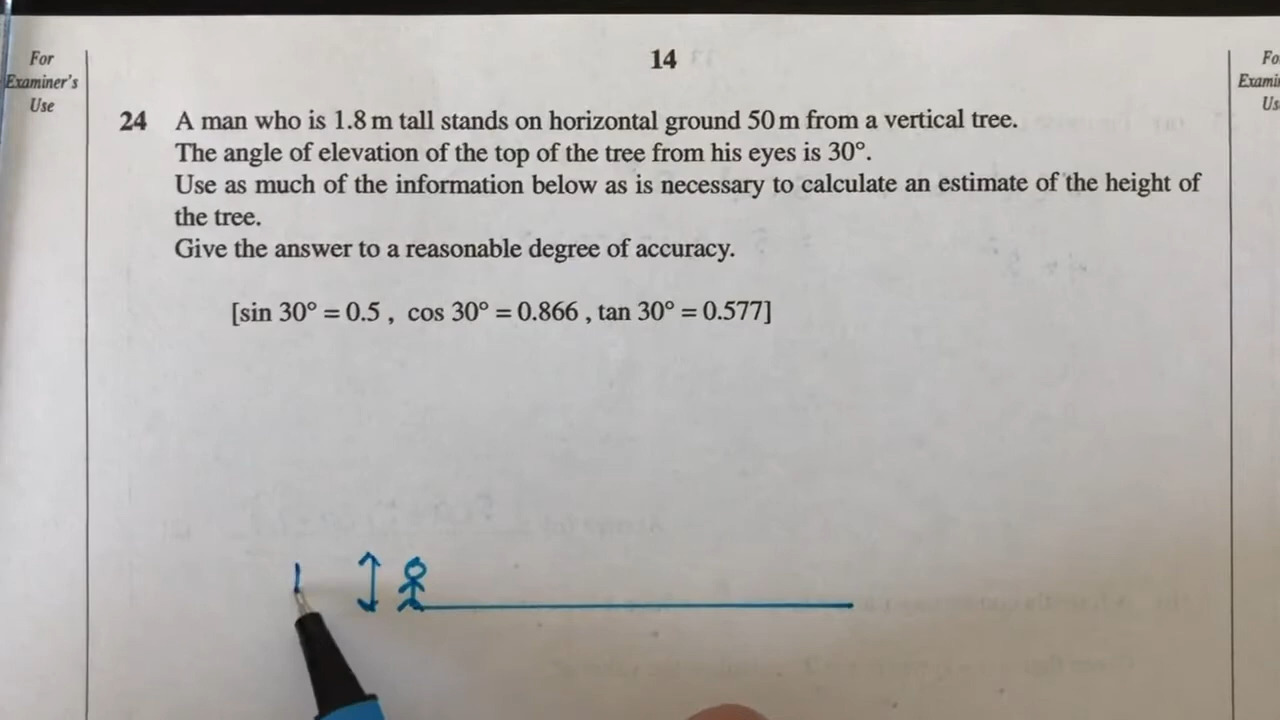 For
Examiner's
Use
14
24 A man who is 1.8 m tall stands on horizontal ground 50 m from a vertical tree.
The angle of elevation of the top of the tree from his eyes is 30°.
Use as much of the information below as is necessary to calculate an estimate of the height of
the tree.
Give the answer to a reasonable degree of accuracy.
[sin 30° = 0.5 , cos 30° = 0.866 , tan 30° = 0.577]